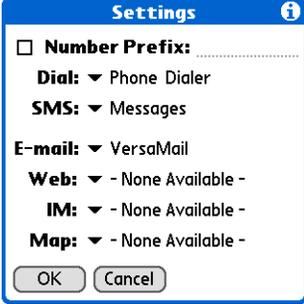 Settings
Number Prefix:
Dial: Phone Dialer
SMS: Messages
E-mail: VersaMail
Web: - None Available -
IM: - None Available -
Map: - None Available -
OK Cancel